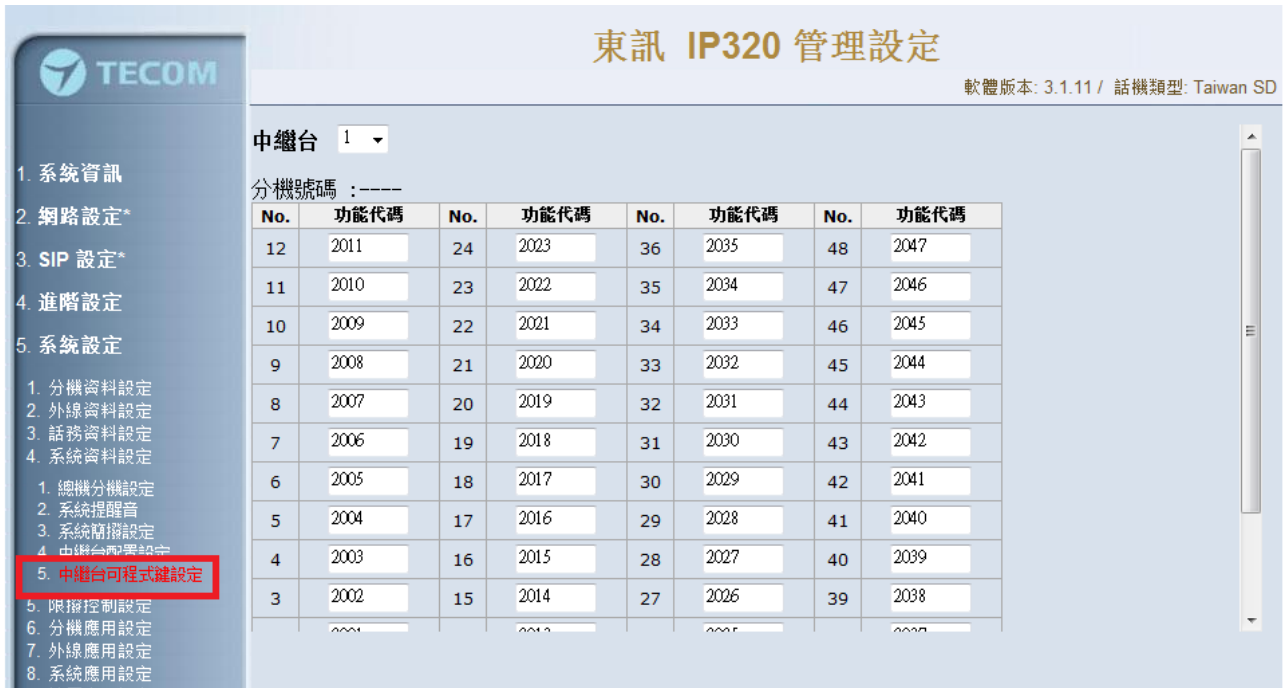 TECOM
東訊 IP320 管理設定
軟體版本: 3.1.11 / 話機類型: Taiwan SD
1. 系統資訊
2. 網路設定*
3. SIP 設定*
4. 進階設定
5. 系統設定
1. 分機資料設定
2. 外線資料設定
3. 話務資料設定
4. 系統資料設定
1. 總機分機設定
2. 系統提醒音
3. 系統簡撥設定
4. 中繼台配置設定
5. 中繼台可程式鍵設定
5. 限撥控制設定
6. 分機應用設定
7. 外線應用設定
8. 系統應用設定
中繼台 1
分機號碼 :----
No. 功能代碼 No. 功能代碼 No. 功能代碼 No. 功能代碼
12 2011 24 2023 36 2035 48 2047
11 2010 23 2022 35 2034 47 2046
10 2009 22 2021 34 2033 46 2045
9 2008 21 2020 33 2032 45 2044
8 2007 20 2019 32 2031 44 2043
7 2006 19 2018 31 2030 43 2042
6 2005 18 2017 30 2029 42 2041
5 2004 17 2016 29 2028 41 2040
4 2003 16 2015 28 2027 40 2039
3 2002 15 2014 27 2026 39 2038